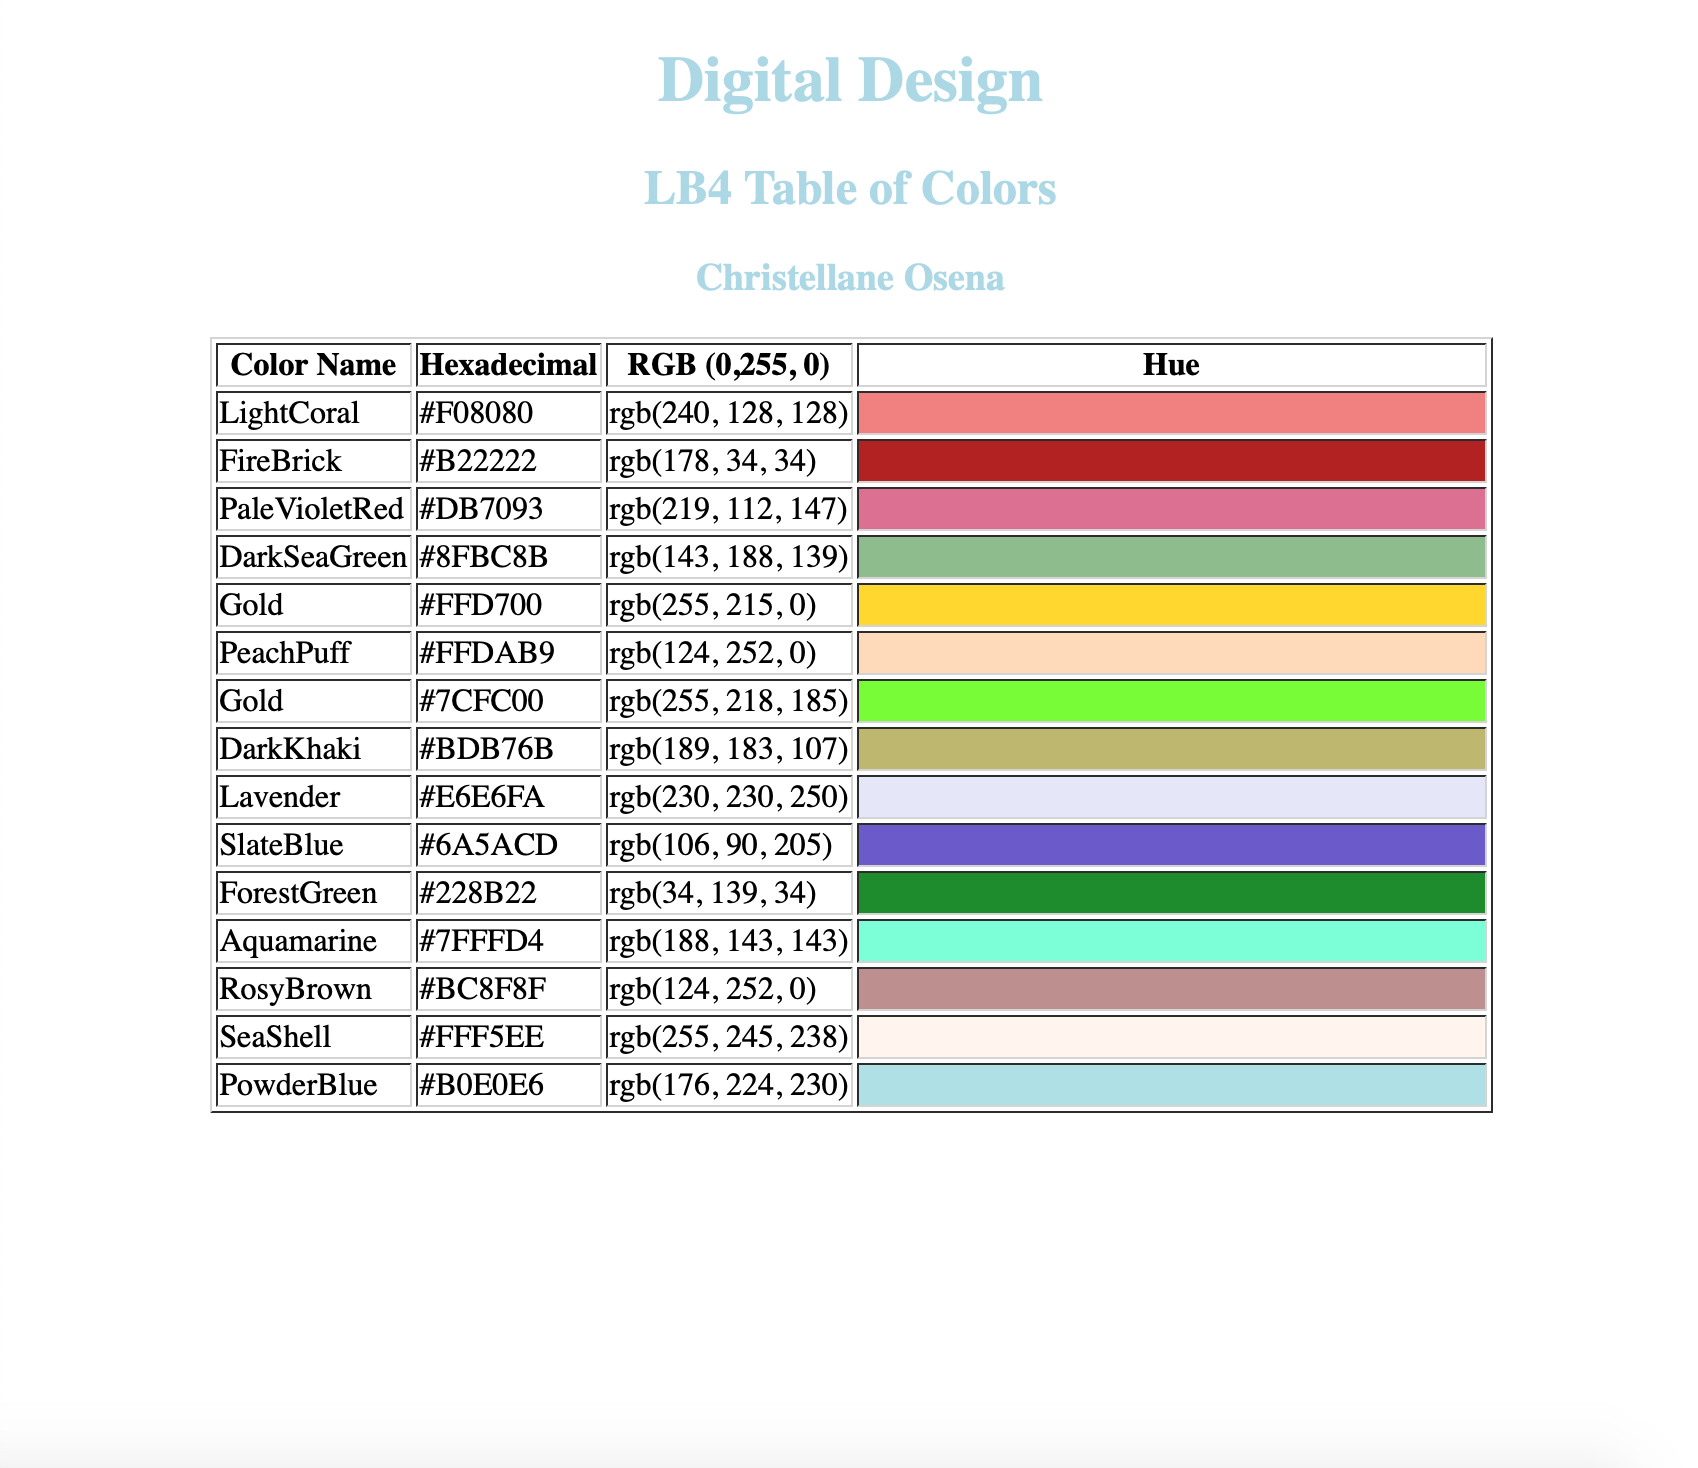 Digital Design
LB4 Table of Colors
Christellane Osena
Color Name Hexadecimal RGB (0,255, 0) Hue
LightCoral #F08080 rgb(240, 128, 128)
FireBrick #B22222 rgb(178, 34, 34)
PaleVioletRed #DB7093 rgb(219, 112, 147)
DarkSeaGreen #8FBC8B rgb(143, 188, 139)
Gold #FFD700 rgb(255, 215, 0)
PeachPuff #FFDAB9 rgb(124, 252, 0)
Gold #7CFC00 rgb(255, 218, 185)
DarkKhaki #BDB76B rgb(189, 183, 107)
Lavender #E6E6FA rgb(230, 230, 250)
SlateBlue #6A5ACD rgb(106, 90, 205)
ForestGreen #228B22 rgb(34, 139, 34)
Aquamarine #7FFFD4 rgb(188, 143, 143)
RosyBrown #BC8F8F rgb(124, 252, 0)
SeaShell #FFF5EE rgb(255, 245, 238)
PowderBlue #B0E0E6 rgb(176, 224, 230)